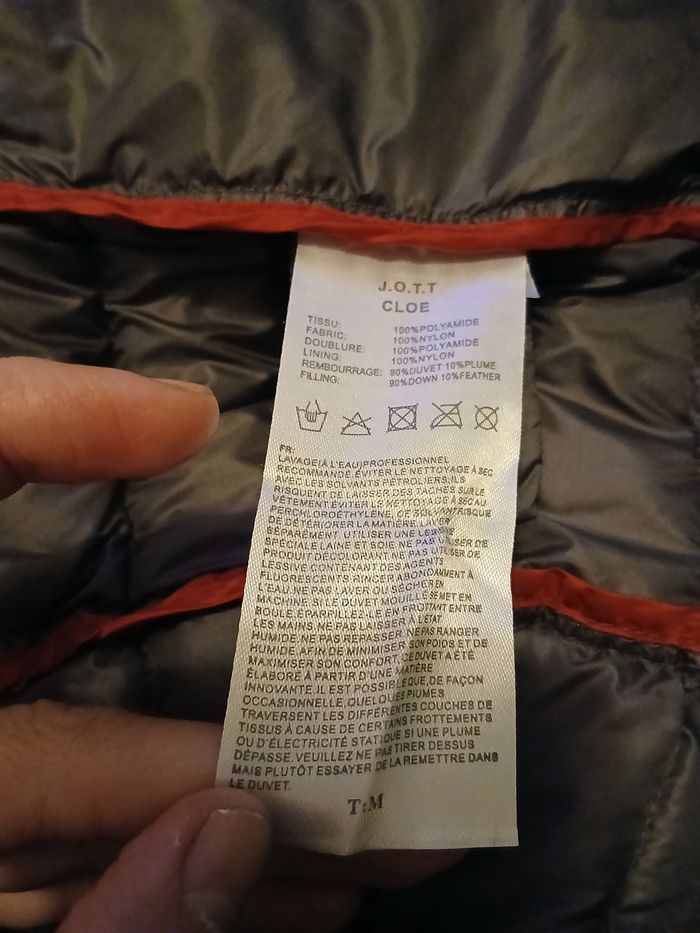 J.O.T.T
CLOE
TISSU: 100%POLYAMIDE
FABRIC: 100%NYLON
DOUBLURE: 100%POLYAMIDE
LINING: 100%NYLON
REMBOURRAGE: 90%DUVET 10%PLUME
FILLING: 90%DOWN 10%FEATHER
FR:
LAVAGE(À L'EAU)PROFESSIONNEL
RECOMMANDÉ.ÉVITER LE NETTOYAGE À SEC
AVEC LES SOLVANTS PÉTROLIERS;ILS
RISQUENT DE LAISSER DES TACHES SUR LE
VÊTEMENT.ÉVITER LE NETTOYAGE À SEC AU
PERCHLOROÉTHYLÈNE, CE SOLVANT RISQUE
DE DÉTÉRIORER LA MATIÈRE.LAVER
SÉPARÉMENT. UTILISER UNE LESSIVE
SPÉCIALE LAINE ET SOIE NE PAS UTILISER DE
PRODUIT DÉCOLORANT NE PAS UTILISER DE
LESSIVE CONTENANT DES AGENTS
FLUORESCENTS RINCER ABONDAMMENT À
L'EAU.NE PAS LAVER OU SÉCHER EN
MACHINE. SI LE DUVET MOUILLÉ SE MET EN
BOULE.ÉPARPILLEZ-LE EN FROTTANT ENTRE
LES MAINS.NE PAS LAISSER À L'ÉTAT
HUMIDE.NE PAS REPASSER.NE PAS RANGER
HUMIDE.AFIN DE MINIMISER SON POIDS ET DE
MAXIMISER SON CONFORT,CE DUVET A ÉTÉ
ÉLABORÉ À PARTIR D'UNE MATIÈRE
INNOVANTE.IL EST POSSIBLE QUE,DE FAÇON
OCCASIONNELLE,QUELQUES PLUMES
TRAVERSENT LES DIFFÉRENTES COUCHES DE
TISSUS À CAUSE DE CERTAINS FROTTEMENTS
OU D'ÉLECTRICITÉ STATIQUE SI UNE PLUME
DÉPASSE.VEUILLEZ NE PAS TIRER DESSUS
MAIS PLUTÔT ESSAYER DE LA REMETTRE DANS
LE DUVET.
T:M